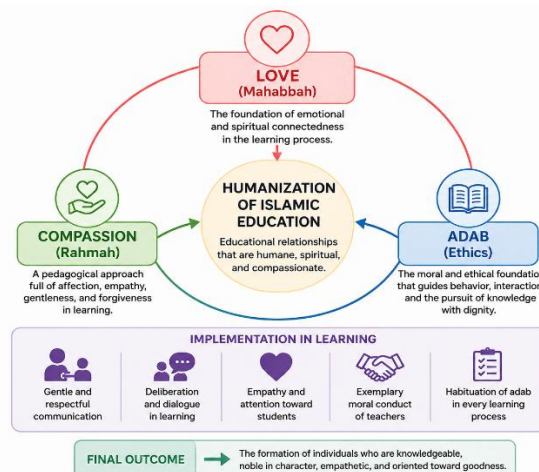 LOVE
(Mahabbah)
The foundation of emotional
and spiritual connectedness
in the learning process.
HUMANIZATION
OF ISLAMIC
EDUCATION
Educational relationships
that are humane, spiritual,
and compassionate.
COMPASSION
(Rahmah)
A pedagogical approach
full of affection, empathy,
gentleness, and forgiveness
in learning.
ADAB
(Ethics)
The moral and ethical foundation
that guides behavior, interaction,
and the pursuit of knowledge
with dignity.
IMPLEMENTATION IN LEARNING
Gentle and
respectful
communication
Deliberation
and dialogue
in learning
Empathy and
attention toward
students
Exemplary
moral conduct
of teachers
Habituation of adab
in every learning
process
FINAL OUTCOME
The formation of individuals who are knowledgeable,
noble in character, empathetic, and oriented toward goodness.